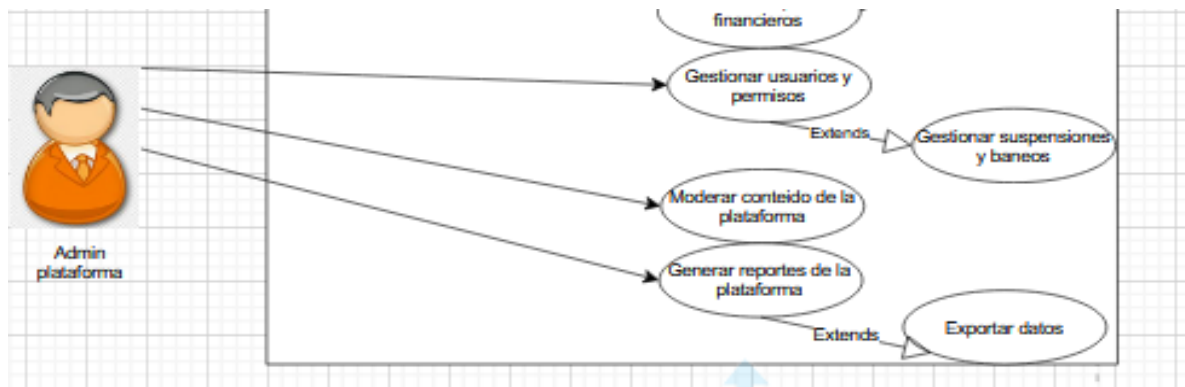 financieros
Gestionar usuarios y
permisos
Extends
Gestionar suspensiones
y baneos
Moderar conteido de la
plataforma
Admin
plataforma
Generar reportes de la
plataforma
Extends
Exportar datos